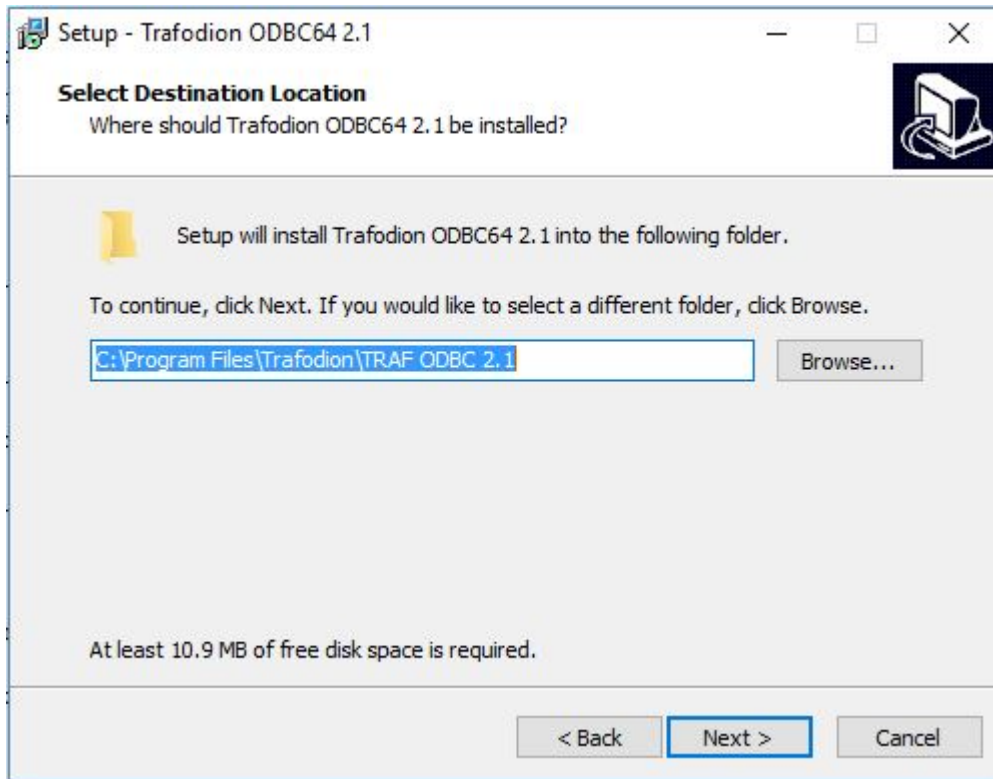 Setup - Trafodion ODBC64 2.1
Select Destination Location
Where should Trafodion ODBC64 2.1 be installed?
Setup will install Trafodion ODBC64 2.1 into the following folder.
To continue, click Next. If you would like to select a different folder, click Browse.
C:\Program Files\Trafodion\TRAF ODBC 2.1
Browse...
At least 10.9 MB of free disk space is required.
< Back
Next >
Cancel